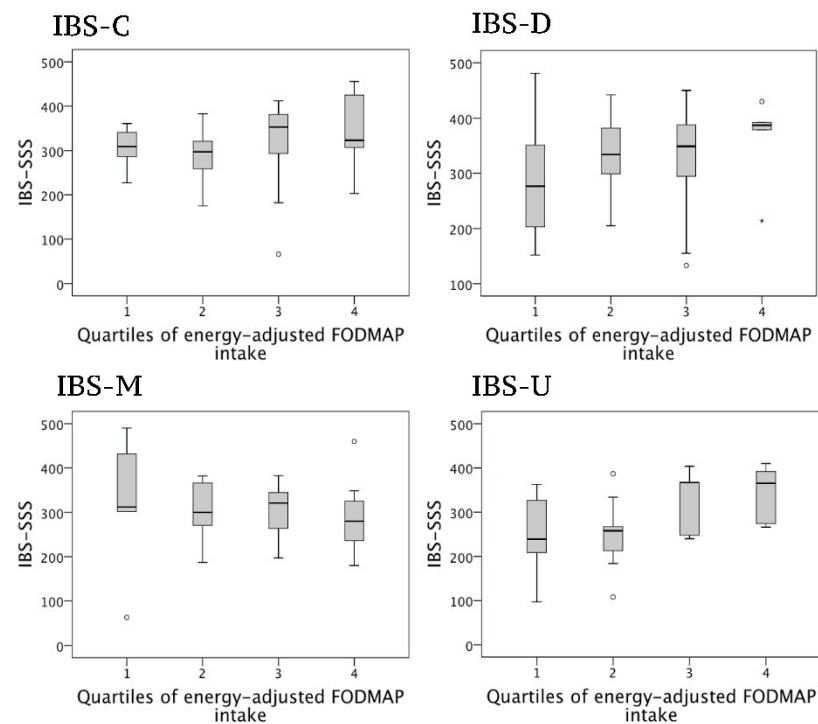 IBS-C
500
400
300
200
100
0
IBS-SSS
1 2 3 4
Quartiles of energy-adjusted FODMAP
intake
IBS-D
500
400
300
200
100
IBS-SSS
1 2 3 4
Quartiles of energy-adjusted FODMAP
intake
IBS-M
500
400
300
200
100
0
IBS-SSS
1 2 3 4
Quartiles of energy-adjusted FODMAP
intake
IBS-U
500
400
300
200
100
0
IBS-SSS
1 2 3 4
Quartiles of energy-adjusted FODMAP
intake